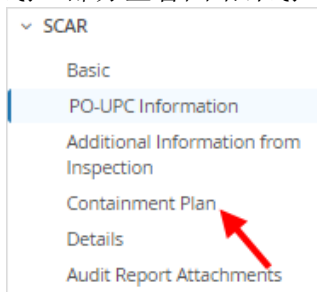 SCAR
Basic
PO-UPC Information
Additional Information from
Inspection
Containment Plan
Details
Audit Report Attachments